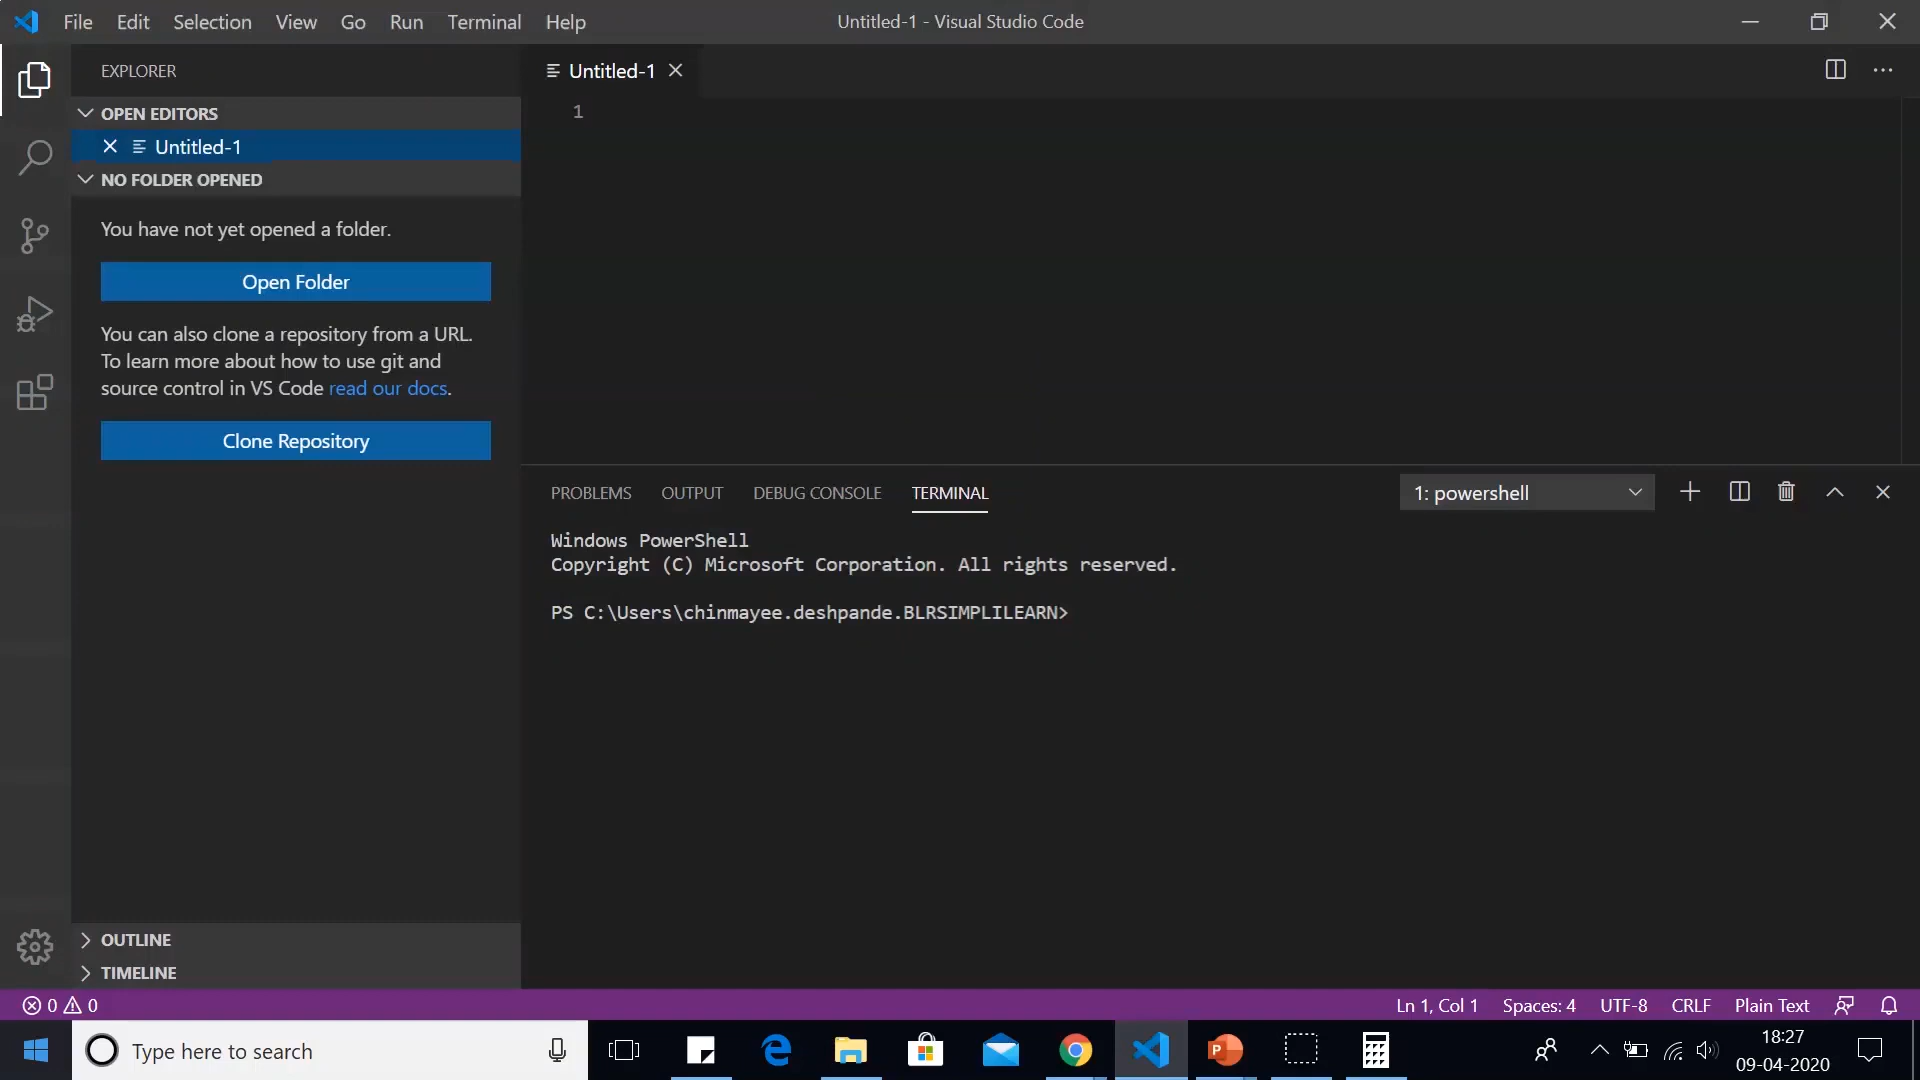 File Edit Selection View Go Run Terminal Help
Untitled-1 - Visual Studio Code
EXPLORER
OPEN EDITORS
Untitled-1
NO FOLDER OPENED
You have not yet opened a folder.
Open Folder
You can also clone a repository from a URL.
To learn more about how to use git and
source control in VS Code read our docs.
Clone Repository
OUTLINE
TIMELINE
Untitled-1
1
PROBLEMS OUTPUT DEBUG CONSOLE TERMINAL
1: powershell
Windows PowerShell
Copyright (C) Microsoft Corporation. All rights reserved.
PS C:\Users\chinmayee.deshpande.BLRSIMPLILEARN>
0 0
Ln 1, Col 1 Spaces: 4 UTF-8 CRLF Plain Text
Type here to search
18:27
09-04-2020